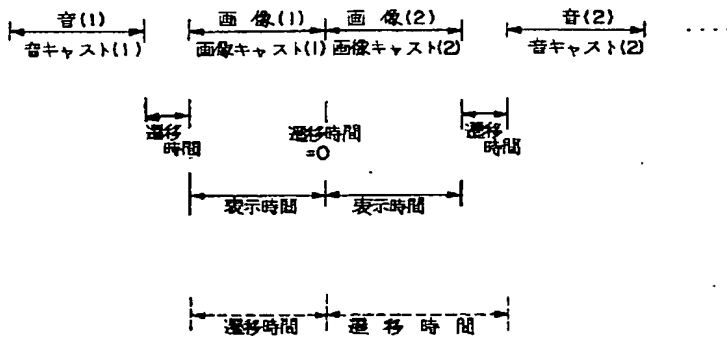 音(1) 画像(1) 画像(2) 音(2)
音キャスト(1) 画像キャスト(1) 画像キャスト(2) 音キャスト(2) ‥‥
遷移時間 遷移時間=0 遷移時間
表示時間 表示時間
遷移時間 遷移時間